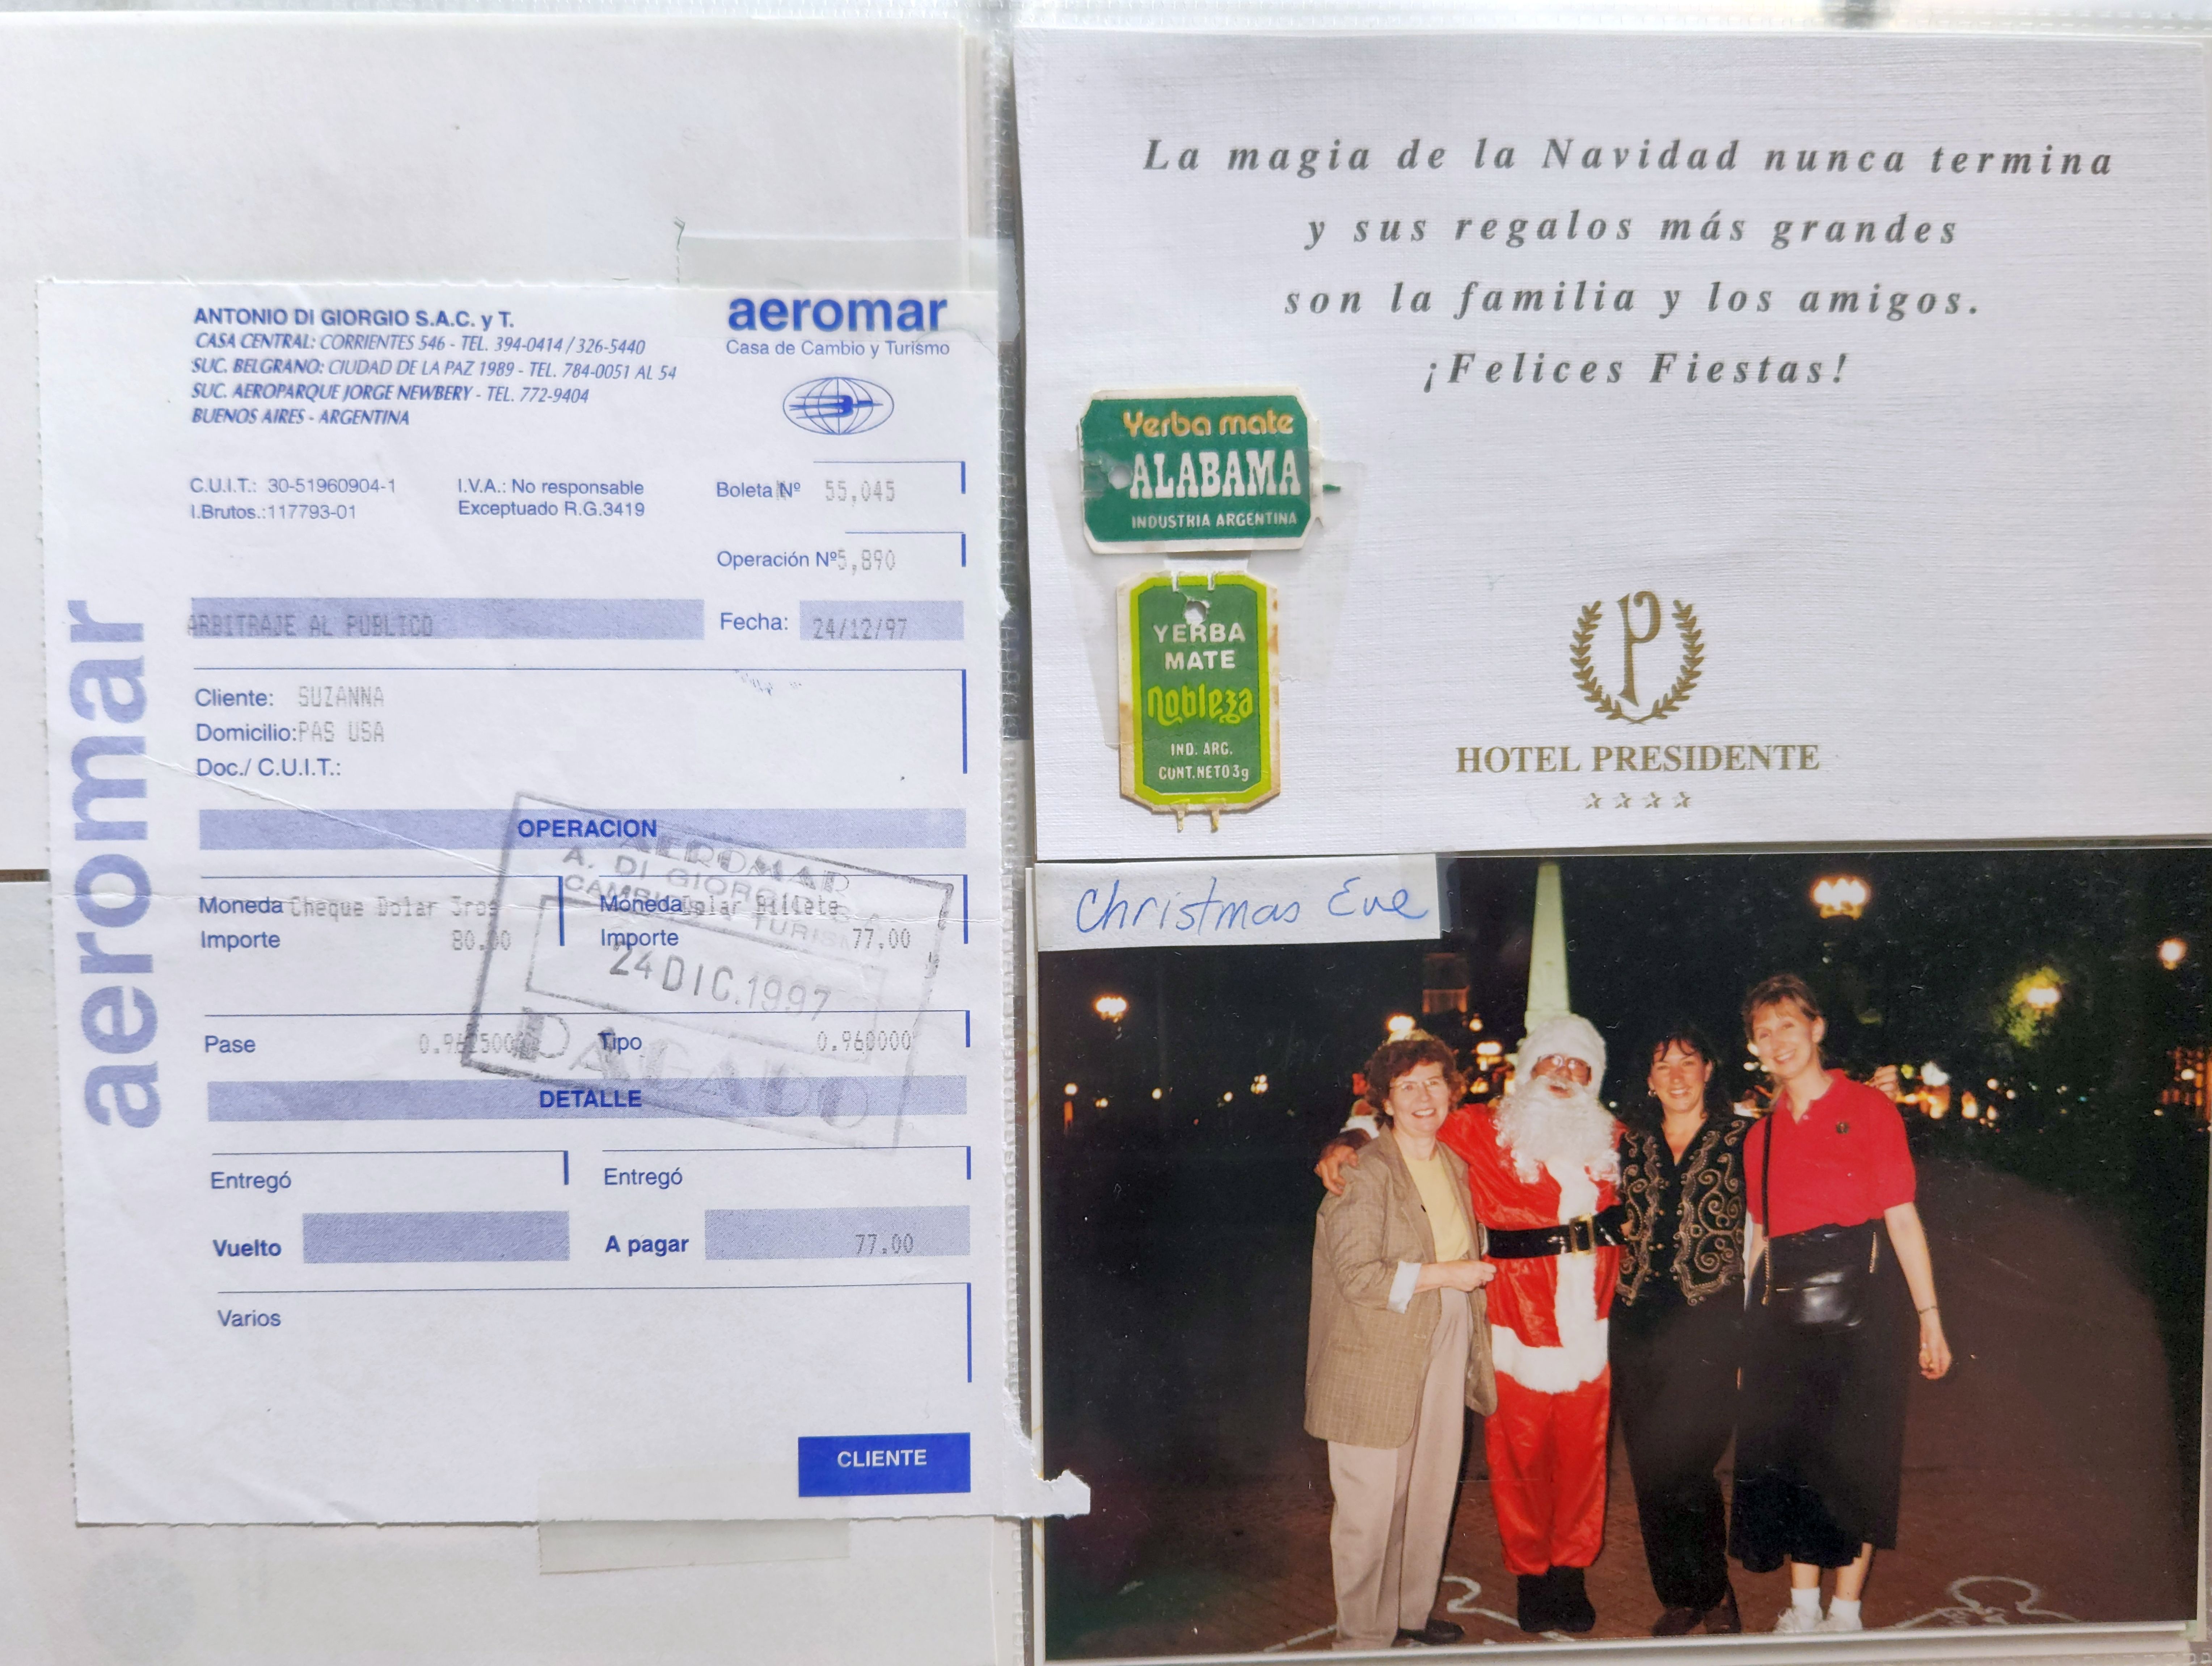 ANTONIO DI GIORGIO S.A.C. y T.
CASA CENTRAL: CORRIENTES 546 - TEL. 394-0414 / 326-5440
SUC. BELGRANO: CIUDAD DE LA PAZ 1989 - TEL. 784-0051 AL 54
SUC. AEROPARQUE JORGE NEWBERY - TEL. 772-9404
BUENOS AIRES - ARGENTINA
aeromar
Casa de Cambio y Turismo
C.U.I.T.: 30-51960904-1
I.Brutos.:117793-01
I.V.A.: No responsable
Exceptuado R.G.3419
Boleta Nº 55,045
Operación Nº 5,890
ARBITRAJE AL PUBLICO
Fecha: 24/12/97
aeromar
Cliente: SUZANNA
Domicilio: PAS USA
Doc./ C.U.I.T.:
OPERACION
Moneda Cheque Dolar 3ros
Importe 80.00
Moneda Dolar Billete
Importe 77.00
AEROMAR
A. DI GIORGIO
CAMBIO
TURISMO
24 DIC. 1997
PAGADO
Pase
Tipo 0.960000
DETALLE
Entregó
Entregó
Vuelto
A pagar 77.00
Varios
CLIENTE
La magia de la Navidad nunca termina
y sus regalos más grandes
son la familia y los amigos.
¡Felices Fiestas!
Yerba mate
ALABAMA
INDUSTRIA ARGENTINA
YERBA
MATE
Nobleza
IND. ARG.
CONT. NETO 3g
P
HOTEL PRESIDENTE
Christmas Eve